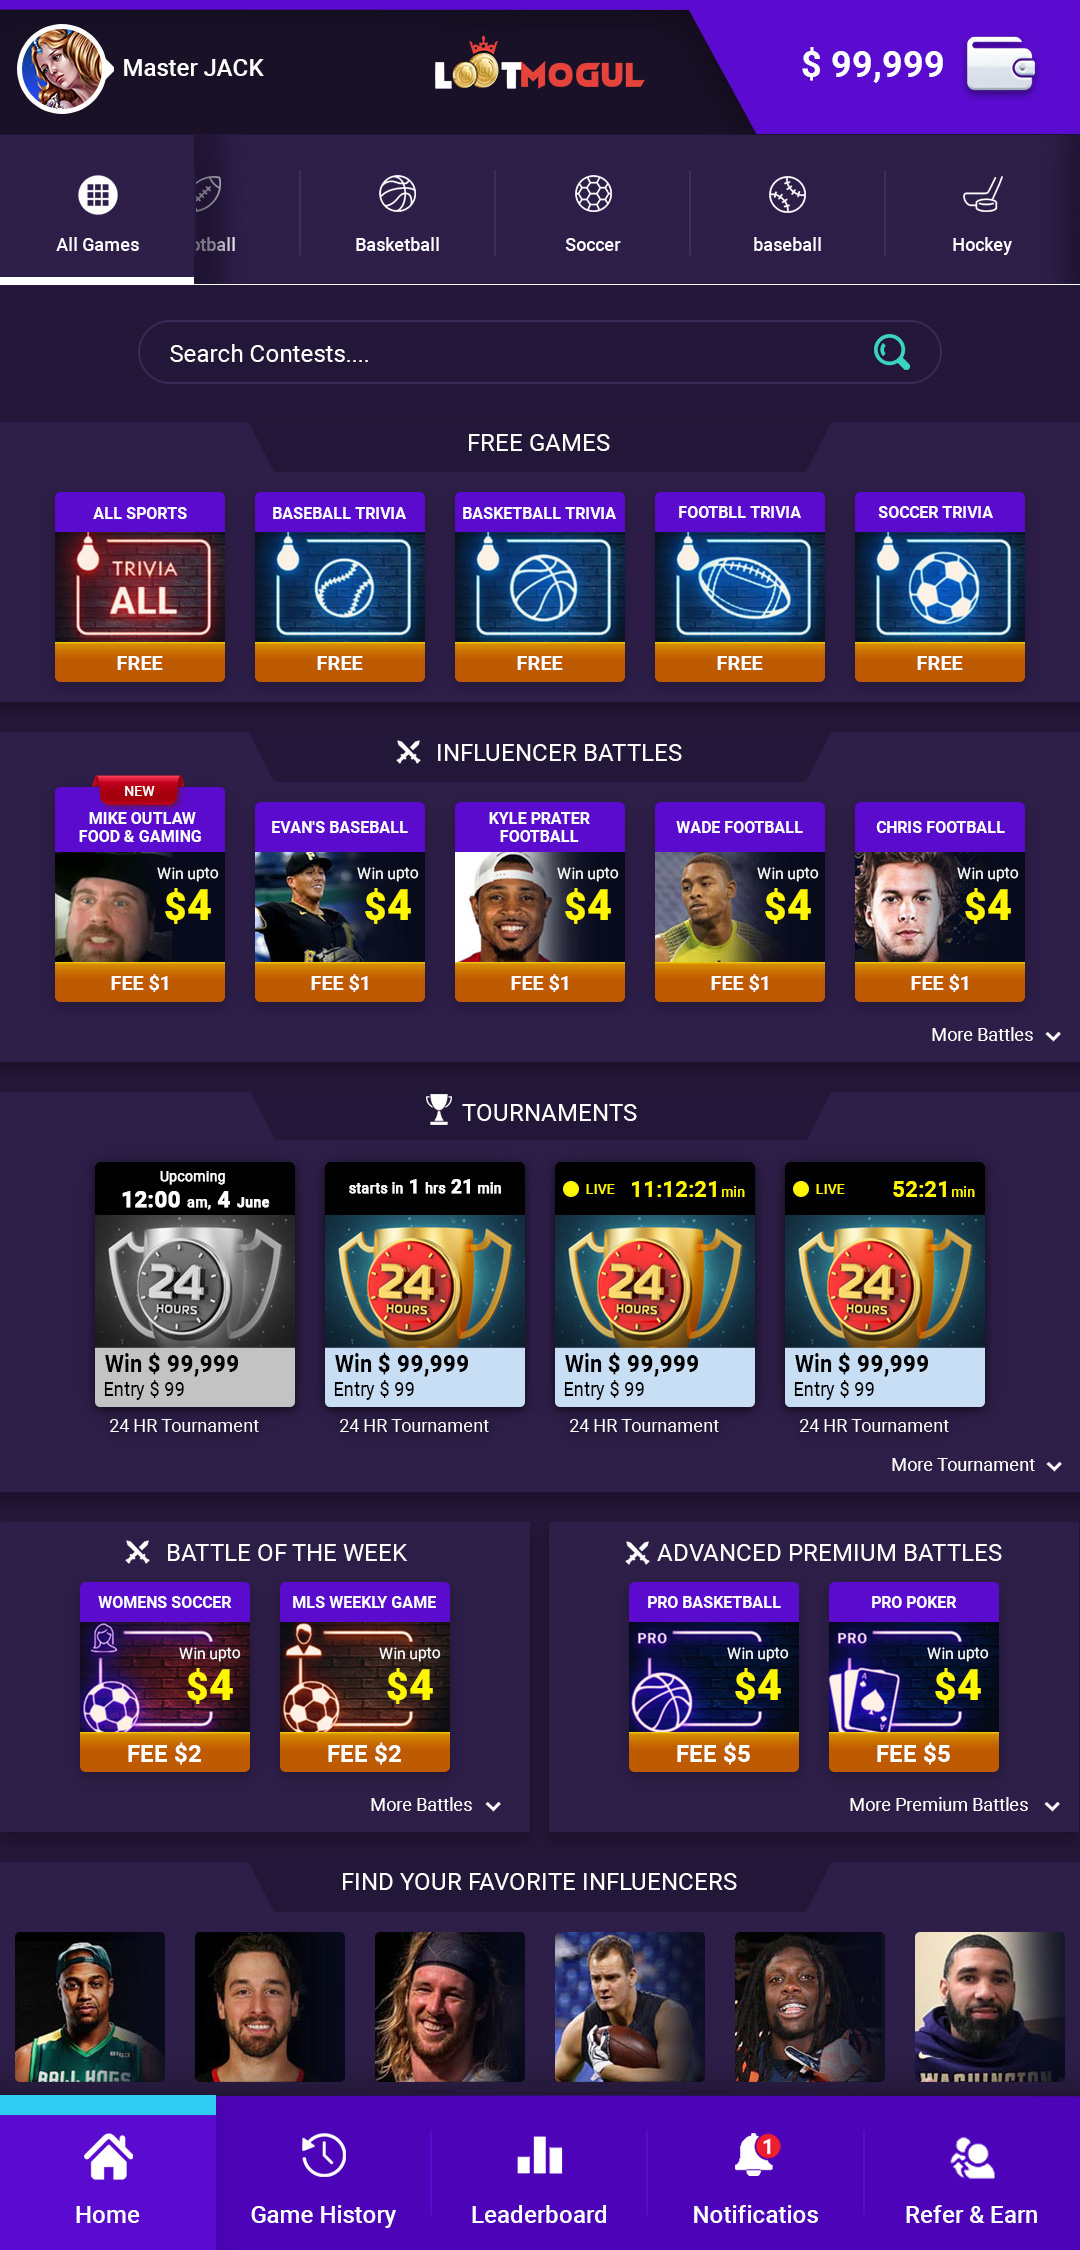 Master JACK
LOOTMOGUL
$ 99,999
All Games
otball
Basketball
Soccer
baseball
Hockey
Search Contests....
FREE GAMES
ALL SPORTS
TRIVIA
ALL
FREE
BASEBALL TRIVIA
FREE
BASKETBALL TRIVIA
FREE
FOOTBLL TRIVIA
FREE
SOCCER TRIVIA
FREE
INFLUENCER BATTLES
NEW
MIKE OUTLAW
FOOD & GAMING
Win upto
$4
FEE $1
EVAN'S BASEBALL
Win upto
$4
FEE $1
KYLE PRATER
FOOTBALL
Win upto
$4
FEE $1
WADE FOOTBALL
Win upto
$4
FEE $1
CHRIS FOOTBALL
Win upto
$4
FEE $1
More Battles
TOURNAMENTS
Upcoming
12:00 am, 4 June
24
HOURS
Win $ 99,999
Entry $ 99
24 HR Tournament
starts in 1 hrs 21 min
24
HOURS
Win $ 99,999
Entry $ 99
24 HR Tournament
LIVE 11:12:21 min
24
HOURS
Win $ 99,999
Entry $ 99
24 HR Tournament
LIVE 52:21 min
24
HOURS
Win $ 99,999
Entry $ 99
24 HR Tournament
More Tournament
BATTLE OF THE WEEK
WOMENS SOCCER
Win upto
$4
FEE $2
MLS WEEKLY GAME
Win upto
$4
FEE $2
More Battles
ADVANCED PREMIUM BATTLES
PRO BASKETBALL
PRO
Win upto
$4
FEE $5
PRO POKER
PRO
Win upto
A
A
$4
FEE $5
More Premium Battles
FIND YOUR FAVORITE INFLUENCERS
BIG3
BALL HOGS
WASHINGTON
Home
Game History
Leaderboard
1
Notificatios
Refer & Earn